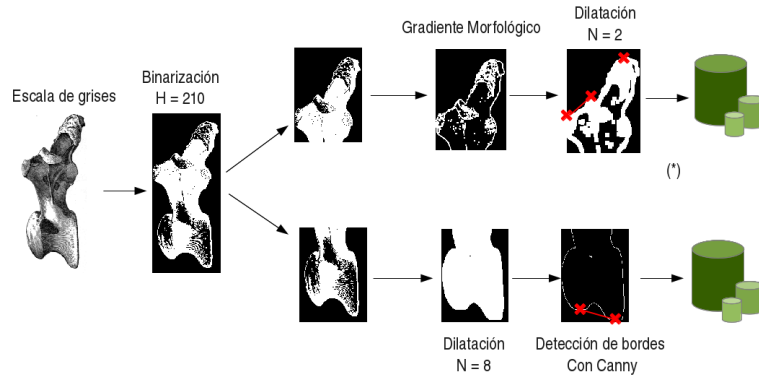 Escala de grises
Binarización
H = 210
Gradiente Morfológico
Dilatación
N = 2
(*)
Dilatación
N = 8
Detección de bordes
Con Canny